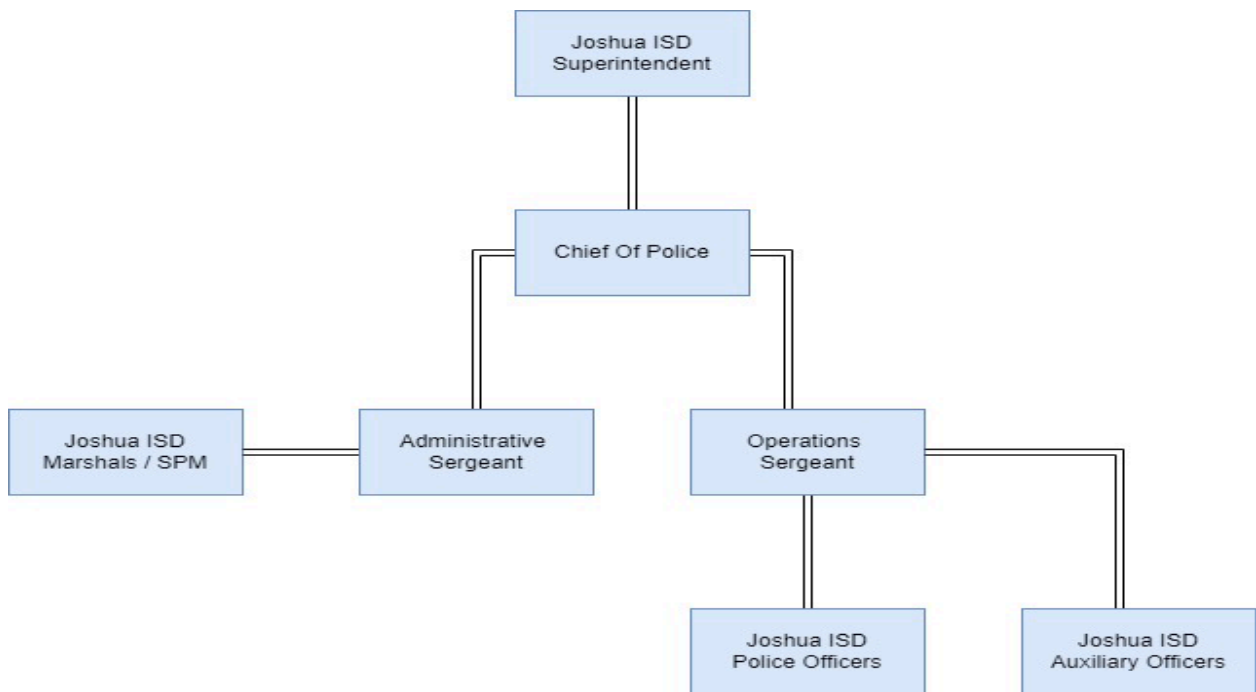 Joshua ISD
Superintendent
Chief Of Police
Joshua ISD
Marshals / SPM
Administrative
Sergeant
Operations
Sergeant
Joshua ISD
Police Officers
Joshua ISD
Auxiliary Officers